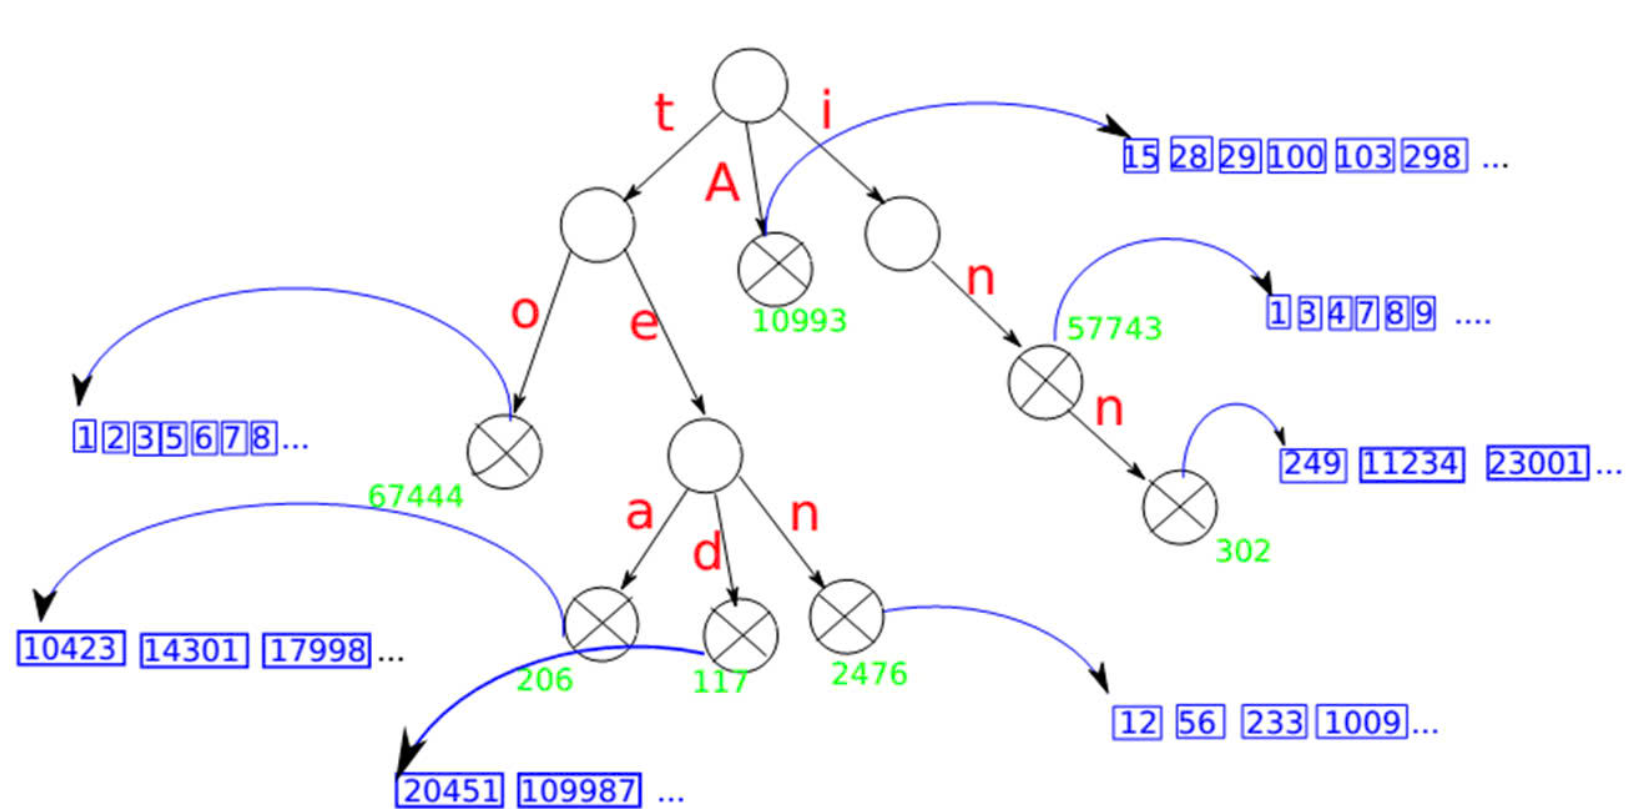 t
i
A
15 28 29 100 103 298 ...
n
o
e
10993
57743
1 3 4 7 8 9 ....
n
1 2 3 5 6 7 8 ...
249 11234 23001 ...
67444
a
d
n
302
10423 14301 17998 ...
206
117
2476
12 56 233 1009 ...
20451 109987 ...